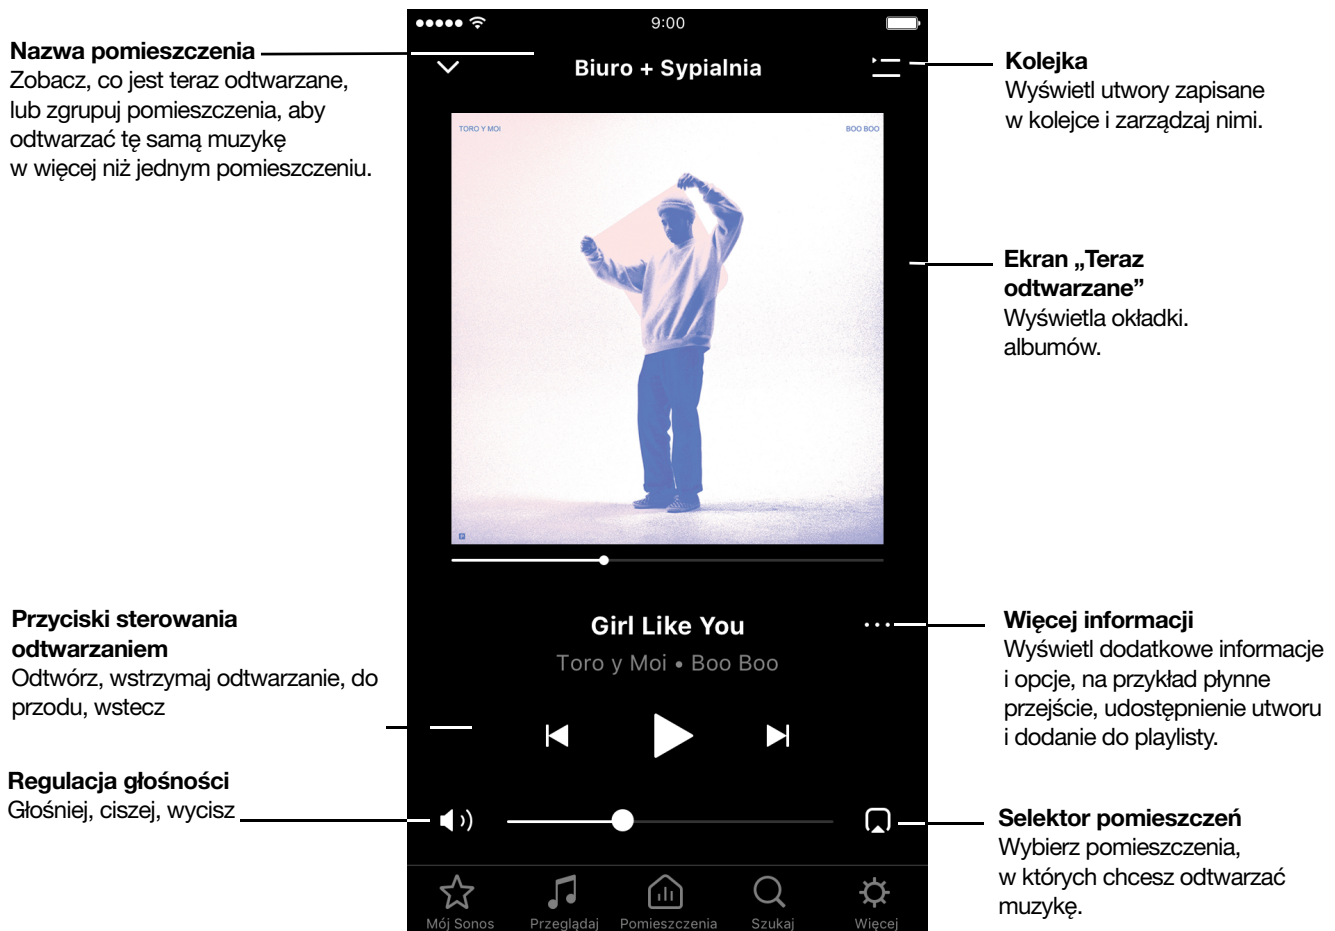 Nazwa pomieszczenia
Zobacz, co jest teraz odtwarzane,
lub zgrupuj pomieszczenia, aby
odtwarzać tę samą muzykę
w więcej niż jednym pomieszczeniu.
Przyciski sterowania
odtwarzaniem
Odtwórz, wstrzymaj odtwarzanie, do
przodu, wstecz
Regulacja głośności
Głośniej, ciszej, wycisz
9:00
Biuro + Sypialnia
TORO Y MOI
BOO BOO
Girl Like You
Toro y Moi • Boo Boo
Mój Sonos
Przeglądaj
Pomieszczenia
Szukaj
Więcej
Kolejka
Wyświetl utwory zapisane
w kolejce i zarządzaj nimi.
Ekran „Teraz
odtwarzane”
Wyświetla okładki.
albumów.
Więcej informacji
Wyświetl dodatkowe informacje
i opcje, na przykład płynne
przejście, udostępnienie utworu
i dodanie do playlisty.
Selektor pomieszczeń
Wybierz pomieszczenia,
w których chcesz odtwarzać
muzykę.